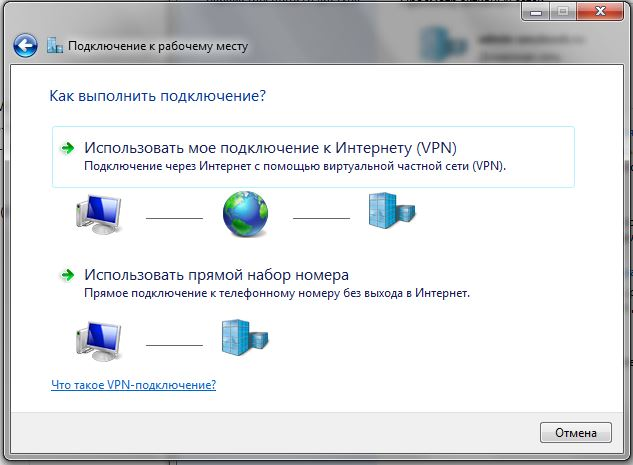 Подключение к рабочему месту
Как выполнить подключение?
Использовать мое подключение к Интернету (VPN)
Подключение через Интернет с помощью виртуальной частной сети (VPN).
Использовать прямой набор номера
Прямое подключение к телефонному номеру без выхода в Интернет.
Что такое VPN-подключение?
Отмена